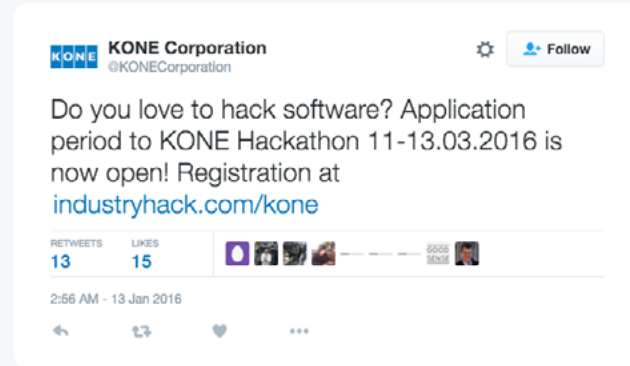 KONE
KONE Corporation
@KONECorporation
Follow
Do you love to hack software? Application
period to KONE Hackathon 11-13.03.2016 is
now open! Registration at
industryhack.com/kone
RETWEETS LIKES
13 15
GOOD
SENSE
2:56 AM - 13 Jan 2016